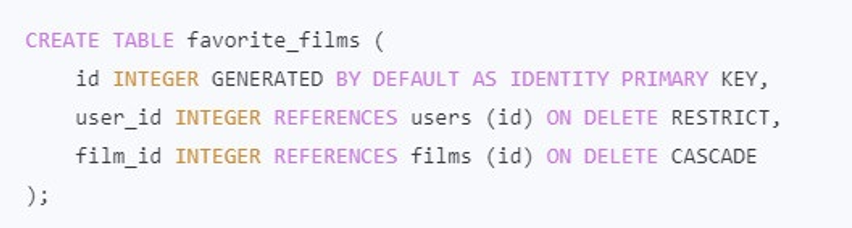 CREATE TABLE favorite_films (
    id INTEGER GENERATED BY DEFAULT AS IDENTITY PRIMARY KEY,
    user_id INTEGER REFERENCES users (id) ON DELETE RESTRICT,
    film_id INTEGER REFERENCES films (id) ON DELETE CASCADE
);